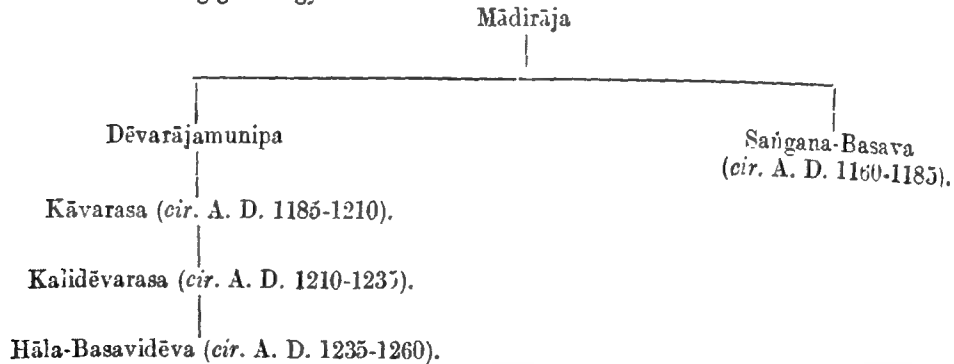 Mādirāja
Dēvarājamunipa
Saṅgana-Basava
(cir. A. D. 1160-1185).
Kāvarasa (cir. A. D. 1185-1210).
Kalidēvarasa (cir. A. D. 1210-1235).
Hāla-Basavidēva (cir. A. D. 1235-1260).